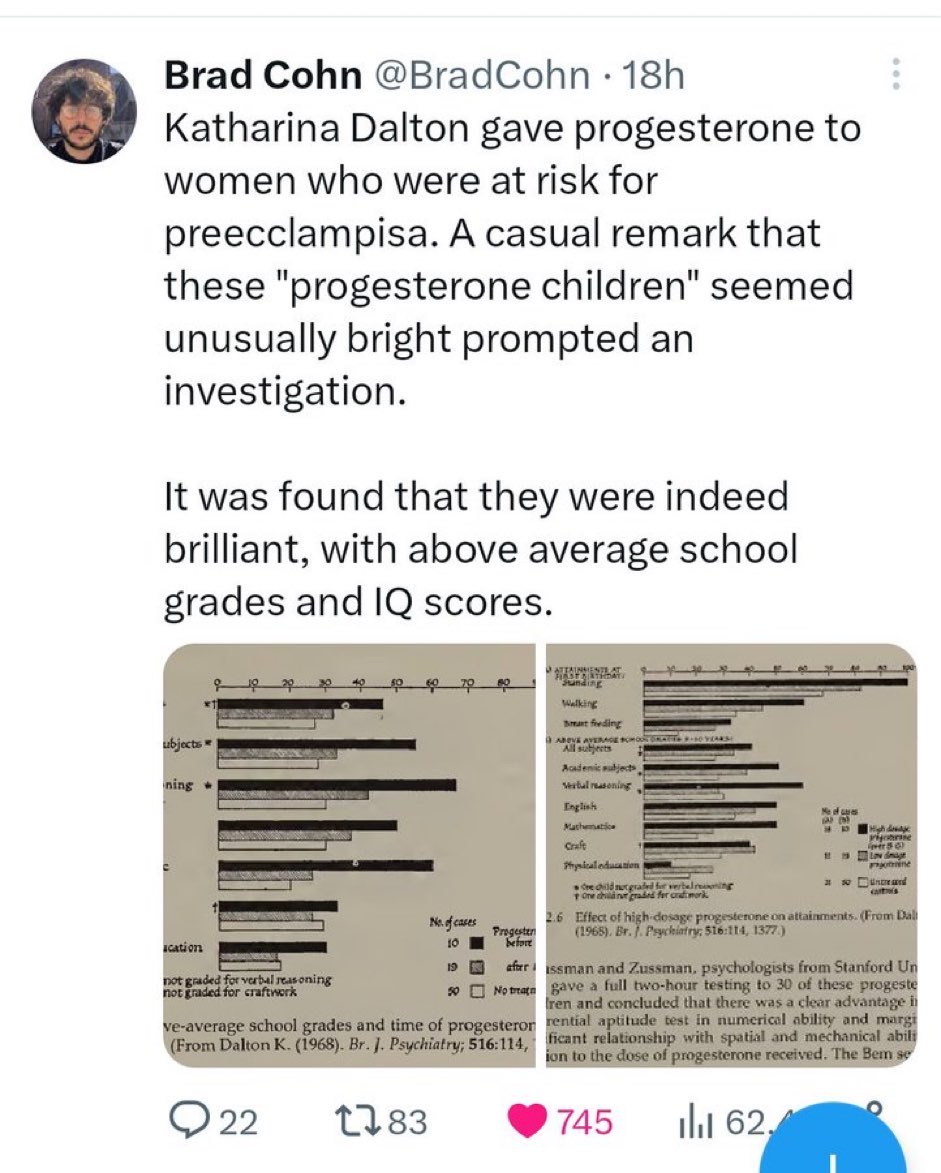 Brad Cohn @BradCohn · 18h
Katharina Dalton gave progesterone to
women who were at risk for
preecclampisa. A casual remark that
these "progesterone children" seemed
unusually bright prompted an
investigation.
It was found that they were indeed
brilliant, with above average school
grades and IQ scores.
0 10 20 30 40 50 60 70 80
*†
ubjects *
ning *
†
ication
No. of cases
Progester
10 before
19 after
50 No treatm
not graded for verbal reasoning
not graded for craftwork
ve-average school grades and time of progesteron
(From Dalton K. (1968). Br. J. Psychiatry; 516:114,
ATTAINMENTS AT
FIRST BIRTHDAY:
Standing
Walking
Smart feeding
ABOVE AVERAGE SCHOOL GRADES 9-10 YEARS:
All subjects
Academic subjects
Verbal reasoning
English
Mathematics
Craft
Physical education
No of cases
High dosage
progesterone
Low dosage
progesterone
Untreated
controls
* One child not graded for verbal reasoning
† One child not graded for craftwork.
2.6 Effect of high-dosage progesterone on attainments. (From Dal
(1968). Br. J. Psychiatry; 516:114, 1377.)
ssman and Zussman, psychologists from Stanford Un
gave a full two-hour testing to 30 of these progeste
ren and concluded that there was a clear advantage i
rential aptitude test in numerical ability and margi
ficant relationship with spatial and mechanical abili
ion to the dose of progesterone received. The Bem
22 83 745 62.